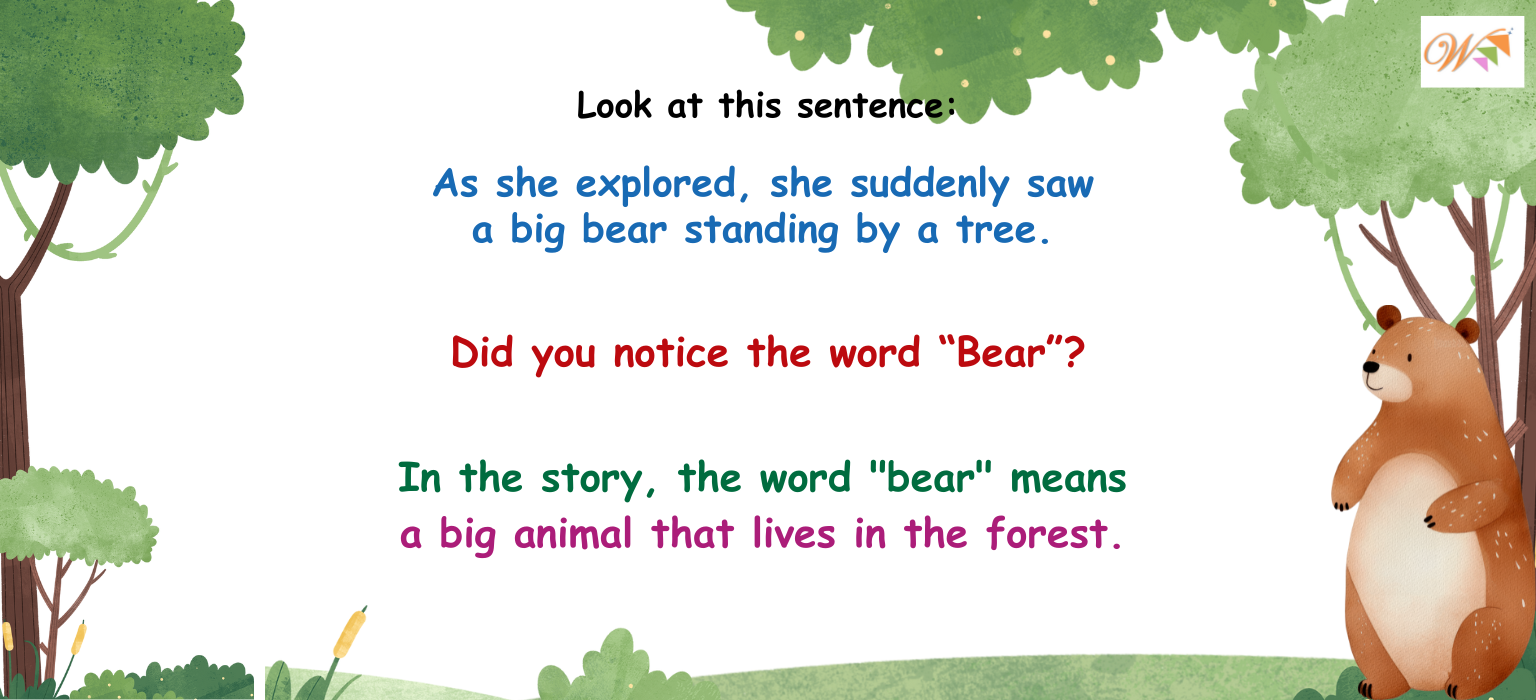 W
Look at this sentence:
As she explored, she suddenly saw
a big bear standing by a tree.
Did you notice the word “Bear”?
In the story, the word "bear" means
a big animal that lives in the forest.